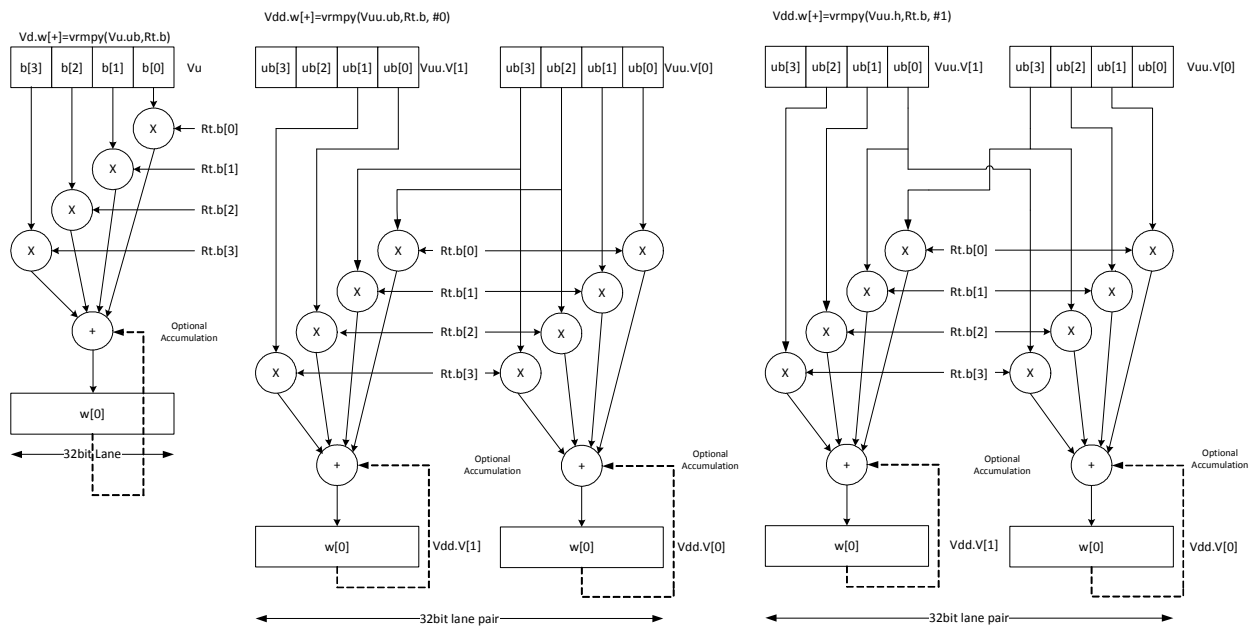 Vdd.w[+]=vrmpy(Vuu.ub,Rt.b, #0)
Vdd.w[+]=vrmpy(Vuu.h,Rt.b, #1)
Vd.w[+]=vrmpy(Vu.ub,Rt.b)
b[3] b[2] b[1] b[0] Vu
ub[3] ub[2] ub[1] ub[0] Vuu.V[1]
ub[3] ub[2] ub[1] ub[0] Vuu.V[0]
ub[3] ub[2] ub[1] ub[0] Vuu.V[1]
ub[3] ub[2] ub[1] ub[0] Vuu.V[0]
X Rt.b[0]
X Rt.b[1]
X Rt.b[2]
X Rt.b[3]
+
Optional
Accumulation
w[0]
32bit Lane
X Rt.b[0] X
X Rt.b[1] X
X Rt.b[2] X
X Rt.b[3] X
+ Optional
Accumulation
+ Optional
Accumulation
w[0] Vdd.V[1]
w[0] Vdd.V[0]
32bit lane pair
X Rt.b[0] X
X Rt.b[1] X
X Rt.b[2] X
X Rt.b[3] X
+ Optional
Accumulation
+ Optional
Accumulation
w[0] Vdd.V[1]
w[0] Vdd.V[0]
32bit lane pair